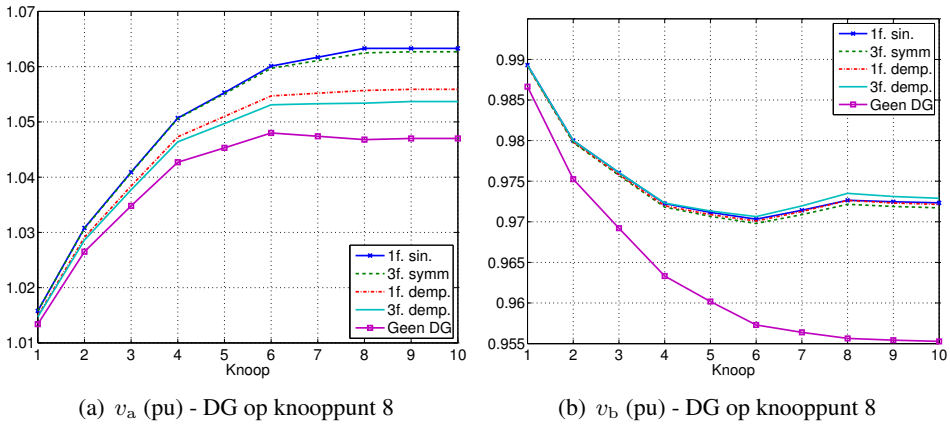 1.07
1.06
1.05
1.04
1.03
1.02
1.01
1f. sin.
3f. symm
1f. demp.
3f. demp.
Geen DG
1 2 3 4 5 6 7 8 9 10
Knoop
(a) va (pu) - DG op knooppunt 8
0.995
0.99
0.985
0.98
0.975
0.97
0.965
0.96
0.955
1f. sin.
3f. symm
1f. demp.
3f. demp.
Geen DG
1 2 3 4 5 6 7 8 9 10
Knoop
(b) vb (pu) - DG op knooppunt 8